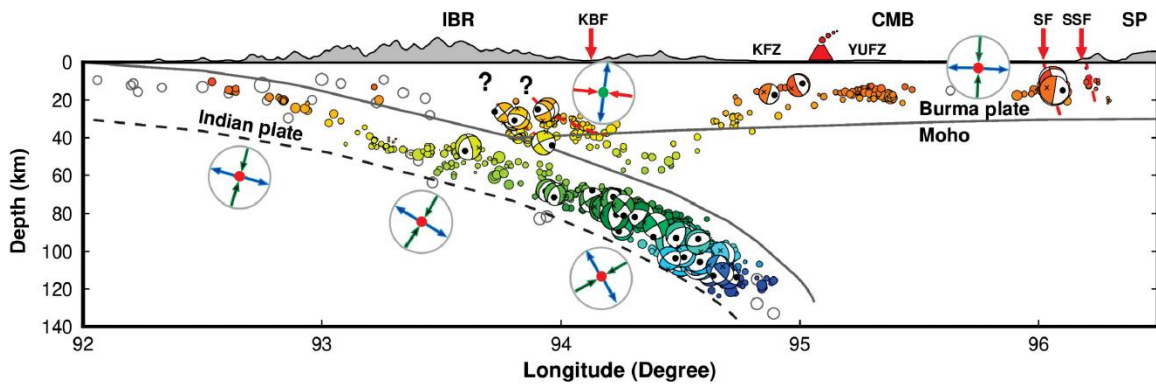 IBR KBF CMB SF SSF SP
KFZ YUFZ
0
20
40
60
80
100
120
140
Depth (km)
? ?
Indian plate
Burma plate
Moho
92 93 94 95 96
Longitude (Degree)